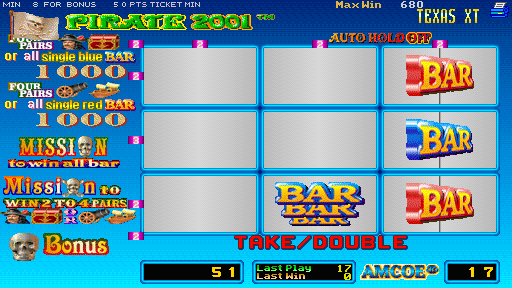 MIN 8 FOR BONUS 50 PTS TICKET MIN Max Win 680
PIRATE 2001™ TEXAS XT
AUTO HOLD OFF
PAIRS
or all single blue BAR
1000
FOUR PAIRS
or all single red BAR
1000
MISSION
to win all bar
Mission to
WIN 2 TO 4 PAIRS
OR
Bonus
BAR
BAR
BAR
BAR
BAR
BAR
TAKE/DOUBLE
51
Last Play 17
Last Win 0
AMCOE
17